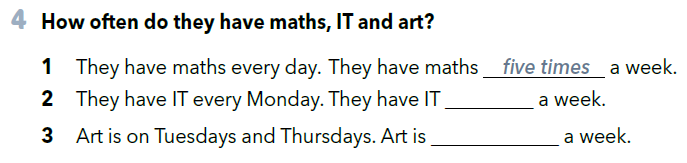 4 How often do they have maths, IT and art?
1 They have maths every day. They have maths five times a week.
2 They have IT every Monday. They have IT ________ a week.
3 Art is on Tuesdays and Thursdays. Art is ____________ a week.